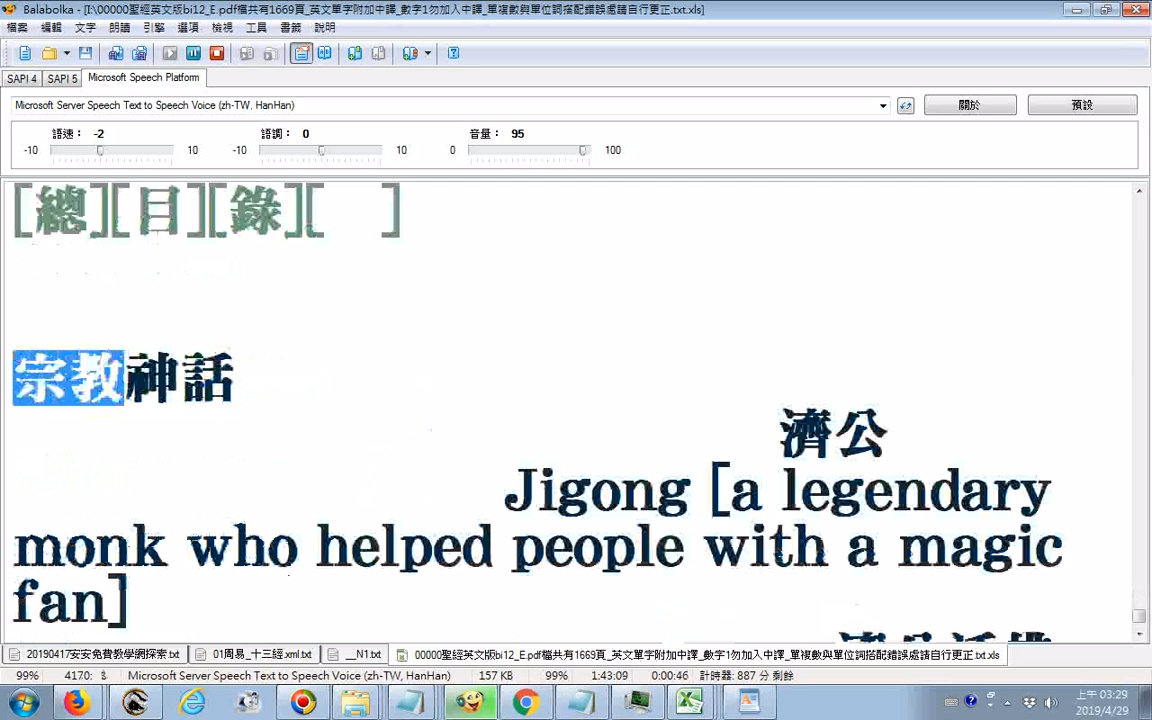 Balabolka - [I:\00000聖經英文版bi12_E.pdf檔共有1669頁_英文單字附加中譯_數字1勿加入中譯_單複數與單位詞搭配錯誤處請自行更正.txt.xls]
檔案 編輯 文字 朗讀 引擎 選項 檢視 工具 書籤 說明
SAPI 4 SAPI 5 Microsoft Speech Platform
Microsoft Server Speech Text to Speech Voice (zh-TW, HanHan) 關於 預設
語速： -2 語調： 0 音量： 95
-10 10 -10 10 0 100
[總][目][錄][ ]
宗教神話
濟公
Jigong [a legendary
monk who helped people with a magic
fan]
20190417安安免費教學網探索.txt 01周易_十三經.xml.txt __N1.txt 00000聖經英文版bi12_E.pdf檔共有1669頁_英文單字附加中譯_數字1勿加入中譯_單複數與單位詞搭配錯誤處請自行更正.txt.xls
99% 4170: Microsoft Server Speech Text to Speech Voice (zh-TW, HanHan) 157 KB 99% 1:43:09 0:00:46 計時器: 887 分 剩餘
上午 03:29
2019/4/29